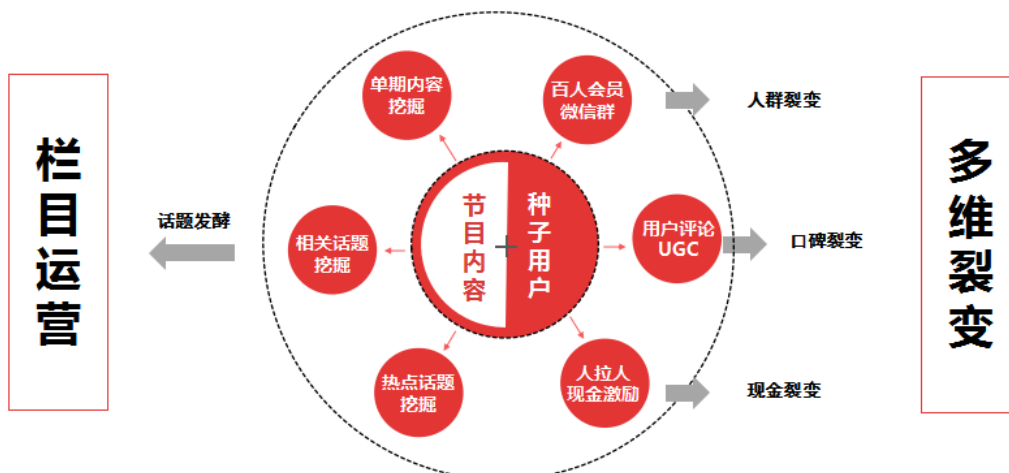 栏目运营
话题发酵
单期内容
挖掘
相关话题
挖掘
热点话题
挖掘
节目内容
种子用户
百人会员
微信群
用户评论
UGC
人拉人
现金激励
人群裂变
口碑裂变
现金裂变
多维裂变